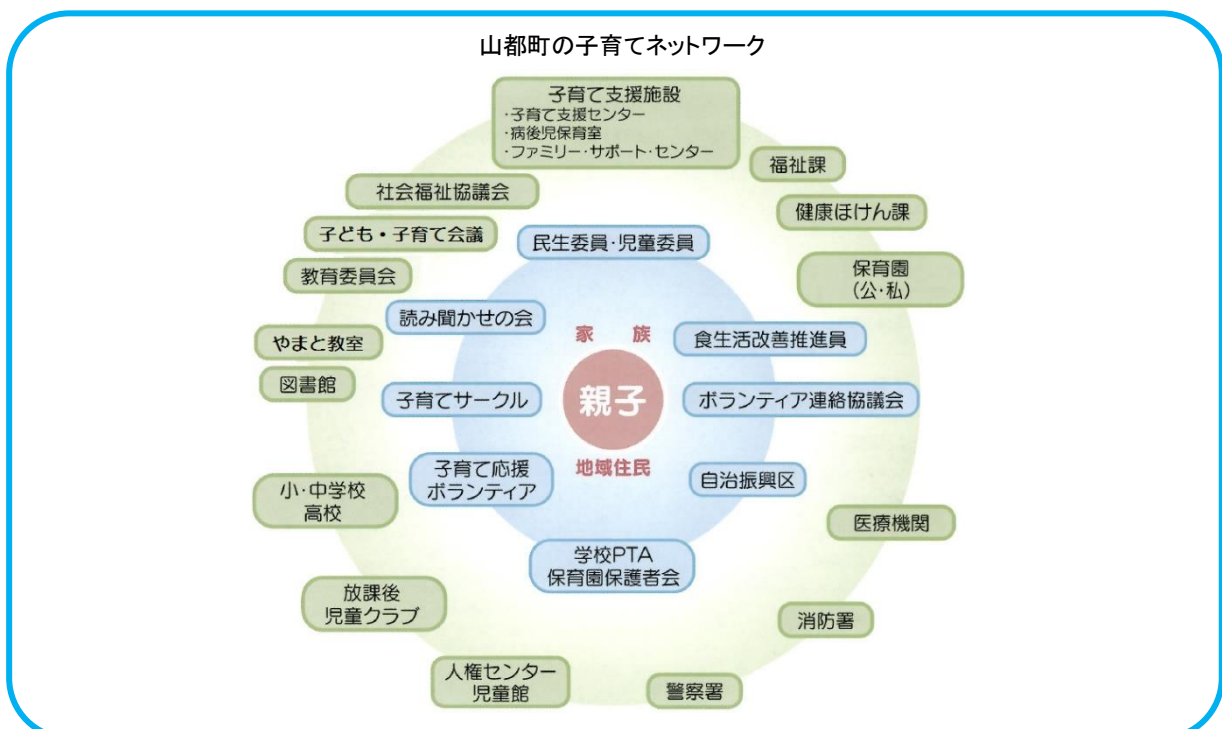 山都町の子育てネットワーク
子育て支援施設
・子育て支援センター
・病後児保育室
・ファミリー・サポート・センター
福祉課
社会福祉協議会
健康ほけん課
子ども・子育て会議
民生委員・児童委員
教育委員会
保育園
(公・私)
読み聞かせの会
家　族
食生活改善推進員
やまと教室
図書館
子育てサークル
親子
ボランティア連絡協議会
地域住民
子育て応援
ボランティア
自治振興区
小・中学校
高校
医療機関
学校PTA
保育園保護者会
放課後
児童クラブ
消防署
人権センター
児童館
警察署